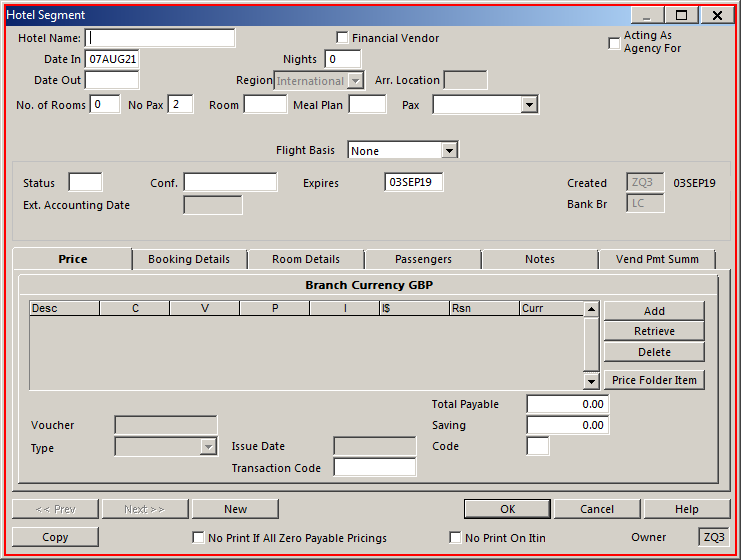 Hotel Segment
Hotel Name: Financial Vendor Acting As
Agency For
Date In 07AUG21 Nights 0
Date Out Region International Arr. Location
No. of Rooms 0 No Pax 2 Room Meal Plan Pax
Flight Basis None
Status Conf. Expires 03SEP19 Created ZQ3 03SEP19
Ext. Accounting Date Bank Br LC
Price Booking Details Room Details Passengers Notes Vend Pmt Summ
Branch Currency GBP
Desc C V P I I$ Rsn Curr Add
Retrieve
Delete
Price Folder Item
Total Payable 0.00
Voucher Saving 0.00
Type Issue Date Code
Transaction Code
<< Prev Next >> New OK Cancel Help
Copy No Print If All Zero Payable Pricings No Print On Itin Owner ZQ3